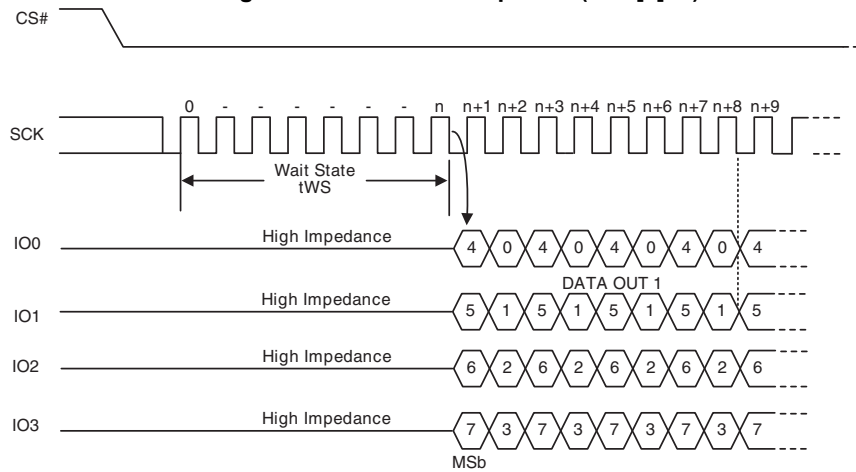 CS#
0 - - - - - - n n+1 n+2 n+3 n+4 n+5 n+6 n+7 n+8 n+9
SCK
Wait State
tWS
IO0 High Impedance 4 0 4 0 4 0 4 0 4
DATA OUT 1
IO1 High Impedance 5 1 5 1 5 1 5 1 5
IO2 High Impedance 6 2 6 2 6 2 6 2 6
IO3 High Impedance 7 3 7 3 7 3 7 3 7
MSb